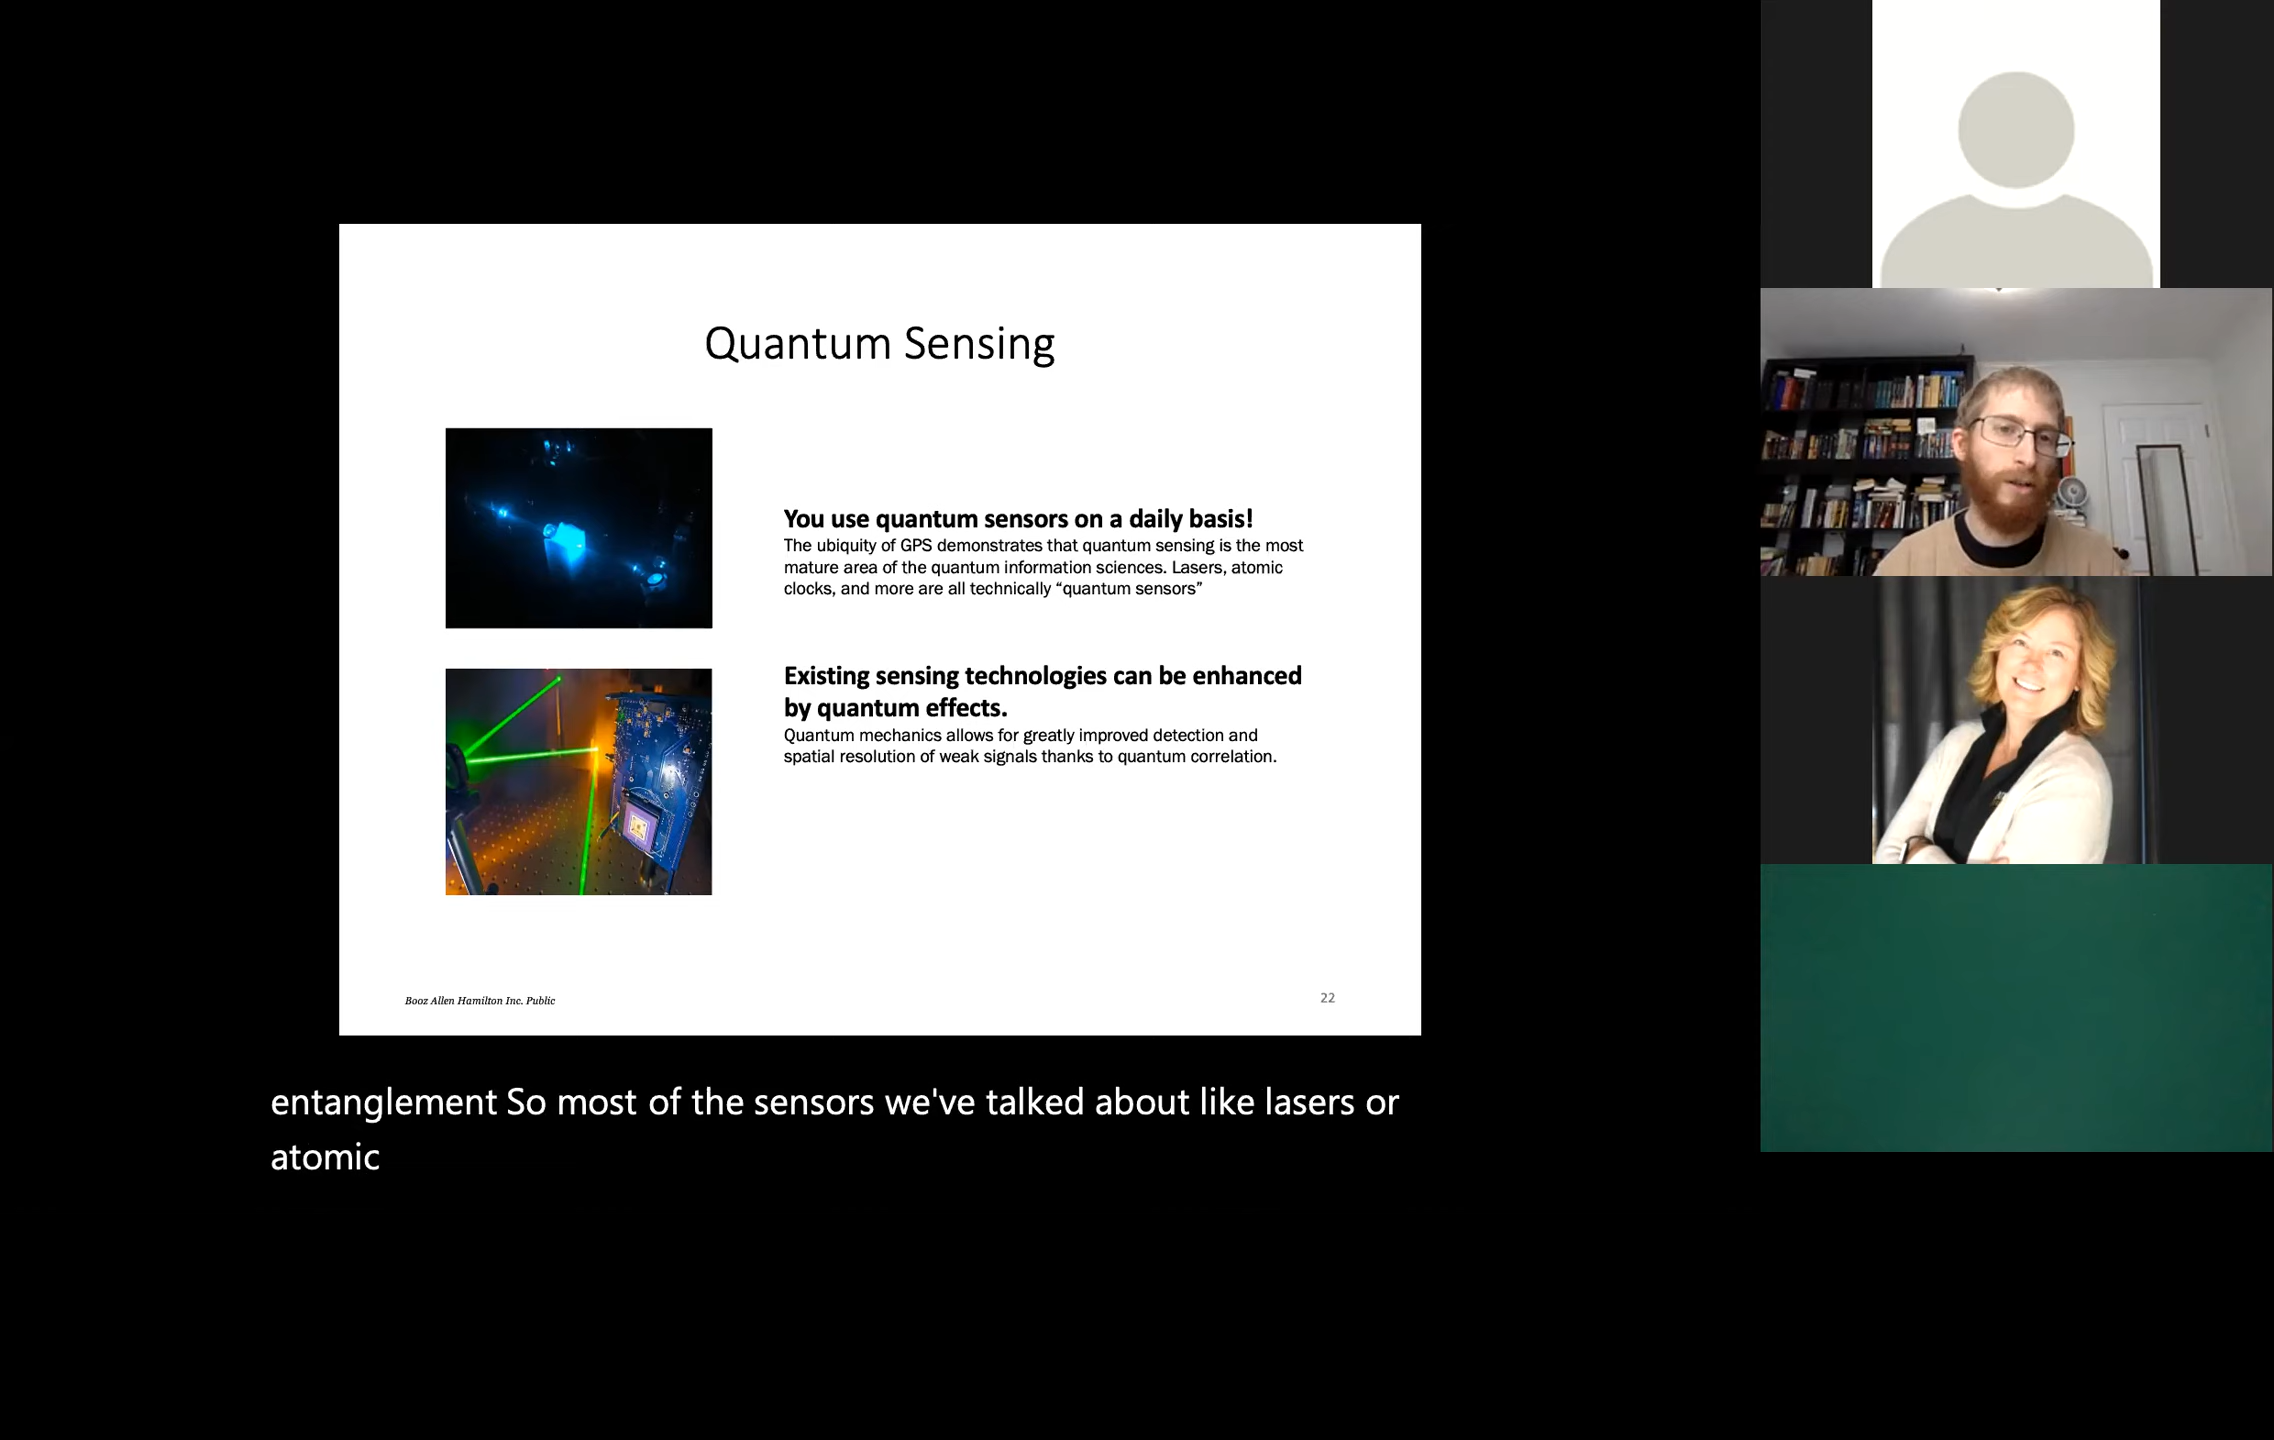 Quantum Sensing
You use quantum sensors on a daily basis!
The ubiquity of GPS demonstrates that quantum sensing is the most
mature area of the quantum information sciences. Lasers, atomic
clocks, and more are all technically “quantum sensors”
Existing sensing technologies can be enhanced
by quantum effects.
Quantum mechanics allows for greatly improved detection and
spatial resolution of weak signals thanks to quantum correlation.
Booz Allen Hamilton Inc. Public
22
entanglement So most of the sensors we've talked about like lasers or
atomic